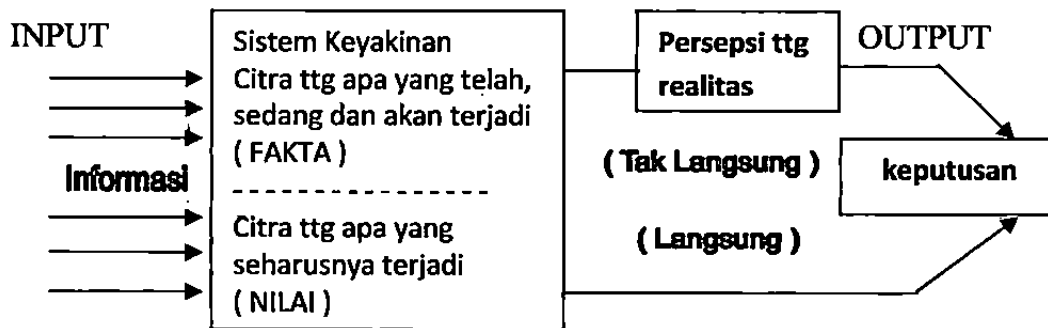 INPUT
Informasi
Sistem Keyakinan
Citra ttg apa yang telah,
sedang dan akan terjadi
( FAKTA )
Citra ttg apa yang
seharusnya terjadi
( NILAI )
Persepsi ttg
realitas
OUTPUT
( Tak Langsung )
( Langsung )
keputusan